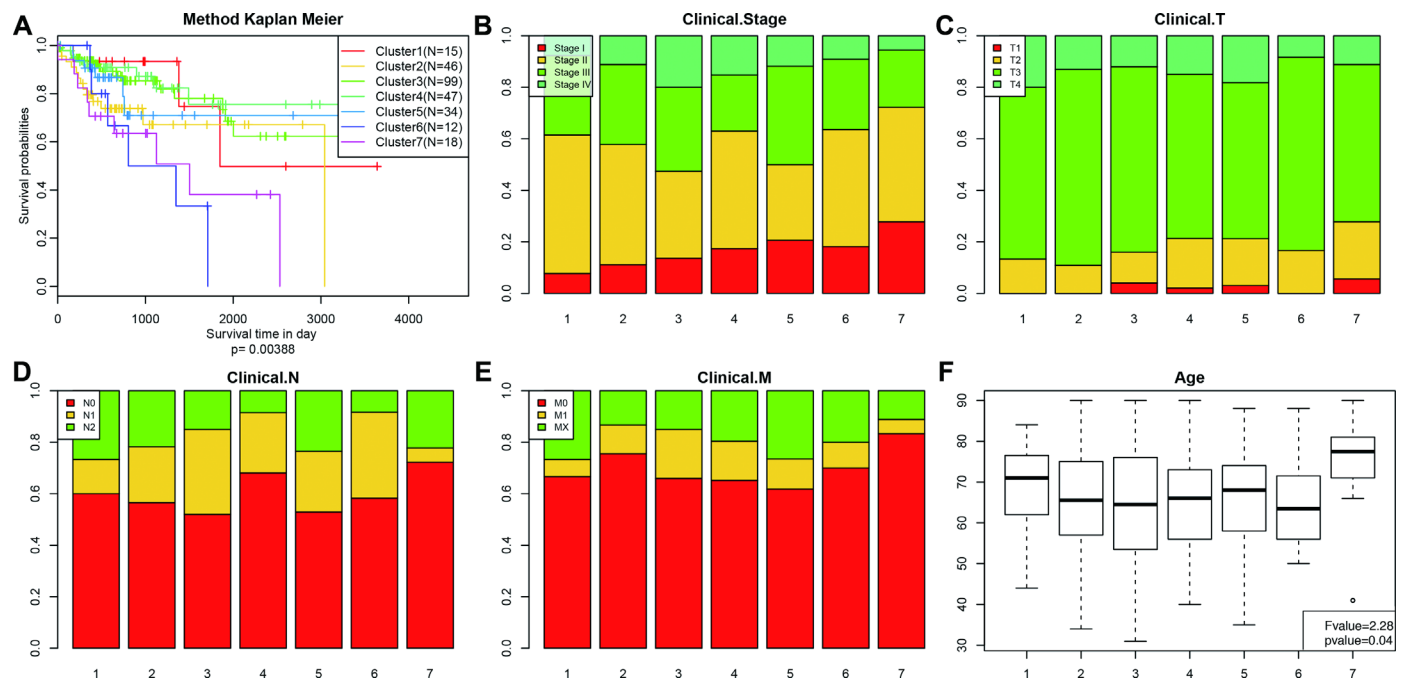 A
Method Kaplan Meier
Survival probabilities
0.0
0.2
0.4
0.6
0.8
1.0
Cluster1(N=15)
Cluster2(N=46)
Cluster3(N=99)
Cluster4(N=47)
Cluster5(N=34)
Cluster6(N=12)
Cluster7(N=18)
0
1000
2000
3000
4000
Survival time in day
p= 0.00388
B
Clinical.Stage
0.0
0.2
0.4
0.6
0.8
1.0
Stage I
Stage II
Stage III
Stage IV
1
2
3
4
5
6
7
C
Clinical.T
0.0
0.2
0.4
0.6
0.8
1.0
T1
T2
T3
T4
1
2
3
4
5
6
7
D
Clinical.N
0.0
0.2
0.4
0.6
0.8
1.0
N0
N1
N2
1
2
3
4
5
6
7
E
Clinical.M
0.0
0.2
0.4
0.6
0.8
1.0
M0
M1
MX
1
2
3
4
5
6
7
F
Age
30
40
50
60
70
80
90
Fvalue=2.28
pvalue=0.04
1
2
3
4
5
6
7